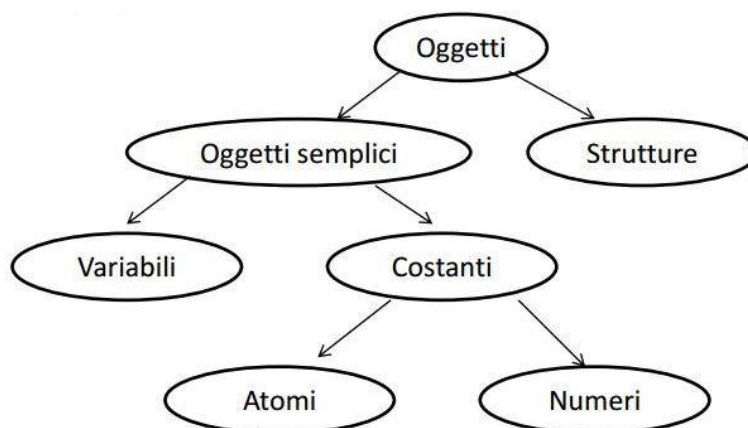 Oggetti
Oggetti semplici
Strutture
Variabili
Costanti
Atomi
Numeri